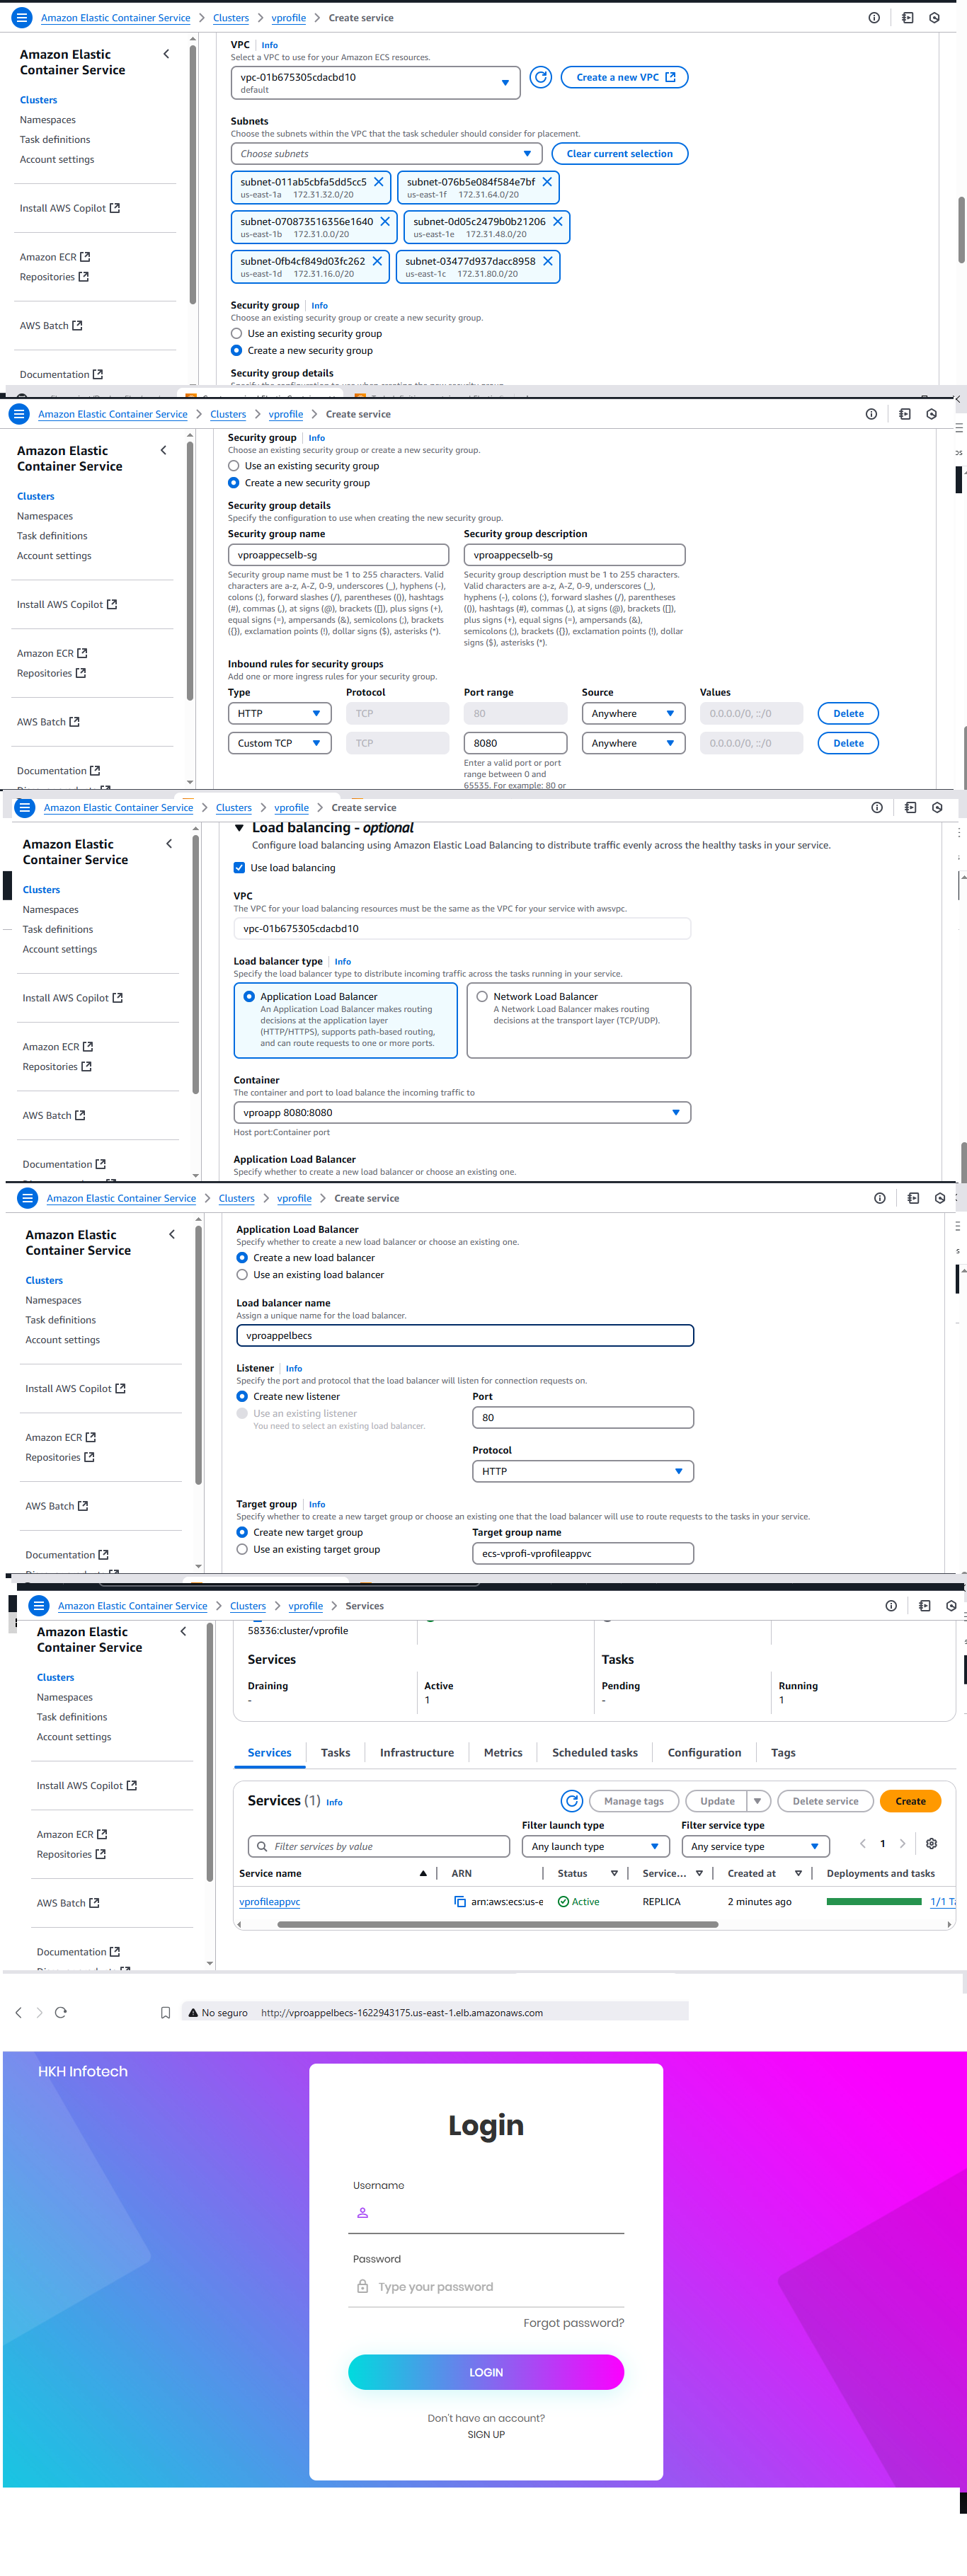 Amazon Elastic Container Service > Clusters > vprofile > Create service
Amazon Elastic
Container Service
Clusters
Namespaces
Task definitions
Account settings
Install AWS Copilot
Amazon ECR
Repositories
AWS Batch
Documentation
VPC | Info
Select a VPC to use for your Amazon ECS resources.
vpc-01b675305cdacbd10
default
Create a new VPC
Subnets
Choose the subnets within the VPC that the task scheduler should consider for placement.
Choose subnets
Clear current selection
subnet-011ab5cbfa5dd5cc5
us-east-1a 172.31.32.0/20
subnet-076b5e084f584e7bf
us-east-1f 172.31.64.0/20
subnet-070873516356e1640
us-east-1b 172.31.0.0/20
subnet-0d05c2479b0b21206
us-east-1e 172.31.48.0/20
subnet-0fb4cf849d03fc262
us-east-1d 172.31.16.0/20
subnet-03477d937dacc8958
us-east-1c 172.31.80.0/20
Security group | Info
Choose an existing security group or create a new security group.
Use an existing security group
Create a new security group
Security group details
Amazon Elastic Container Service > Clusters > vprofile > Create service
Amazon Elastic
Container Service
Clusters
Namespaces
Task definitions
Account settings
Install AWS Copilot
Amazon ECR
Repositories
AWS Batch
Documentation
Security group | Info
Choose an existing security group or create a new security group.
Use an existing security group
Create a new security group
Security group details
Specify the configuration to use when creating the new security group.
Security group name
vproappecselb-sg
Security group name must be 1 to 255 characters. Valid
characters are a-z, A-Z, 0-9, underscores (_), hyphens (-),
colons (:), forward slashes (/), parentheses (()), hashtags
(#), commas (,), at signs (@), brackets ([]), plus signs (+),
equal signs (=), ampersands (&), semicolons (;), brackets
({}), exclamation points (!), dollar signs ($), asterisks (*).
Security group description
vproappecselb-sg
Security group description must be 1 to 255 characters.
Valid characters are a-z, A-Z, 0-9, underscores (_),
hyphens (-), colons (:), forward slashes (/), parentheses
(()), hashtags (#), commas (,), at signs (@), brackets ([]),
plus signs (+), equal signs (=), ampersands (&),
semicolons (;), brackets ({}), exclamation points (!), dollar
signs ($), asterisks (*).
Inbound rules for security groups
Add one or more ingress rules for your security group.
Type Protocol Port range Source Values
HTTP TCP 80 Anywhere 0.0.0.0/0, ::/0 Delete
Custom TCP TCP 8080 Anywhere 0.0.0.0/0, ::/0 Delete
Enter a valid port or port
range between 0 and
65535. For example: 80 or
Amazon Elastic Container Service > Clusters > vprofile > Create service
Amazon Elastic
Container Service
Clusters
Namespaces
Task definitions
Account settings
Install AWS Copilot
Amazon ECR
Repositories
AWS Batch
Documentation
Load balancing - optional
Configure load balancing using Amazon Elastic Load Balancing to distribute traffic evenly across the healthy tasks in your service.
Use load balancing
VPC
The VPC for your load balancing resources must be the same as the VPC for your service with awsvpc.
vpc-01b675305cdacbd10
Load balancer type | Info
Specify the load balancer type to distribute incoming traffic across the tasks running in your service.
Application Load Balancer
An Application Load Balancer makes routing
decisions at the application layer
(HTTP/HTTPS), supports path-based routing,
and can route requests to one or more ports.
Network Load Balancer
A Network Load Balancer makes routing
decisions at the transport layer (TCP/UDP).
Container
The container and port to load balance the incoming traffic to
vproapp 8080:8080
Host port:Container port
Application Load Balancer
Specify whether to create a new load balancer or choose an existing one.
Amazon Elastic Container Service > Clusters > vprofile > Create service
Amazon Elastic
Container Service
Clusters
Namespaces
Task definitions
Account settings
Install AWS Copilot
Amazon ECR
Repositories
AWS Batch
Documentation
Application Load Balancer
Specify whether to create a new load balancer or choose an existing one.
Create a new load balancer
Use an existing load balancer
Load balancer name
Assign a unique name for the load balancer.
vproappelbecs
Listener | Info
Specify the port and protocol that the load balancer will listen for connection requests on.
Create new listener
Use an existing listener
You need to select an existing load balancer.
Port
80
Protocol
HTTP
Target group | Info
Specify whether to create a new target group or choose an existing one that the load balancer will use to route requests to the tasks in your service.
Create new target group
Use an existing target group
Target group name
ecs-vprofi-vprofileappvc
Amazon Elastic Container Service > Clusters > vprofile > Services
Amazon Elastic
Container Service
Clusters
Namespaces
Task definitions
Account settings
Install AWS Copilot
Amazon ECR
Repositories
AWS Batch
Documentation
58336:cluster/vprofile
Services Tasks
Draining Active Pending Running
- 1 - 1
Services Tasks Infrastructure Metrics Scheduled tasks Configuration Tags
Services (1) Info
Manage tags Update Delete service Create
Filter launch type Filter service type
Filter services by value Any launch type Any service type 1
Service name ARN Status Service... Created at Deployments and tasks
vprofileappvc arn:aws:ecs:us-e Active REPLICA 2 minutes ago 1/1 Ta
No seguro http://vproappelbecs-1622943175.us-east-1.elb.amazonaws.com
HKH Infotech
Login
Username
Password
Type your password
Forgot password?
LOGIN
Don't have an account?
SIGN UP